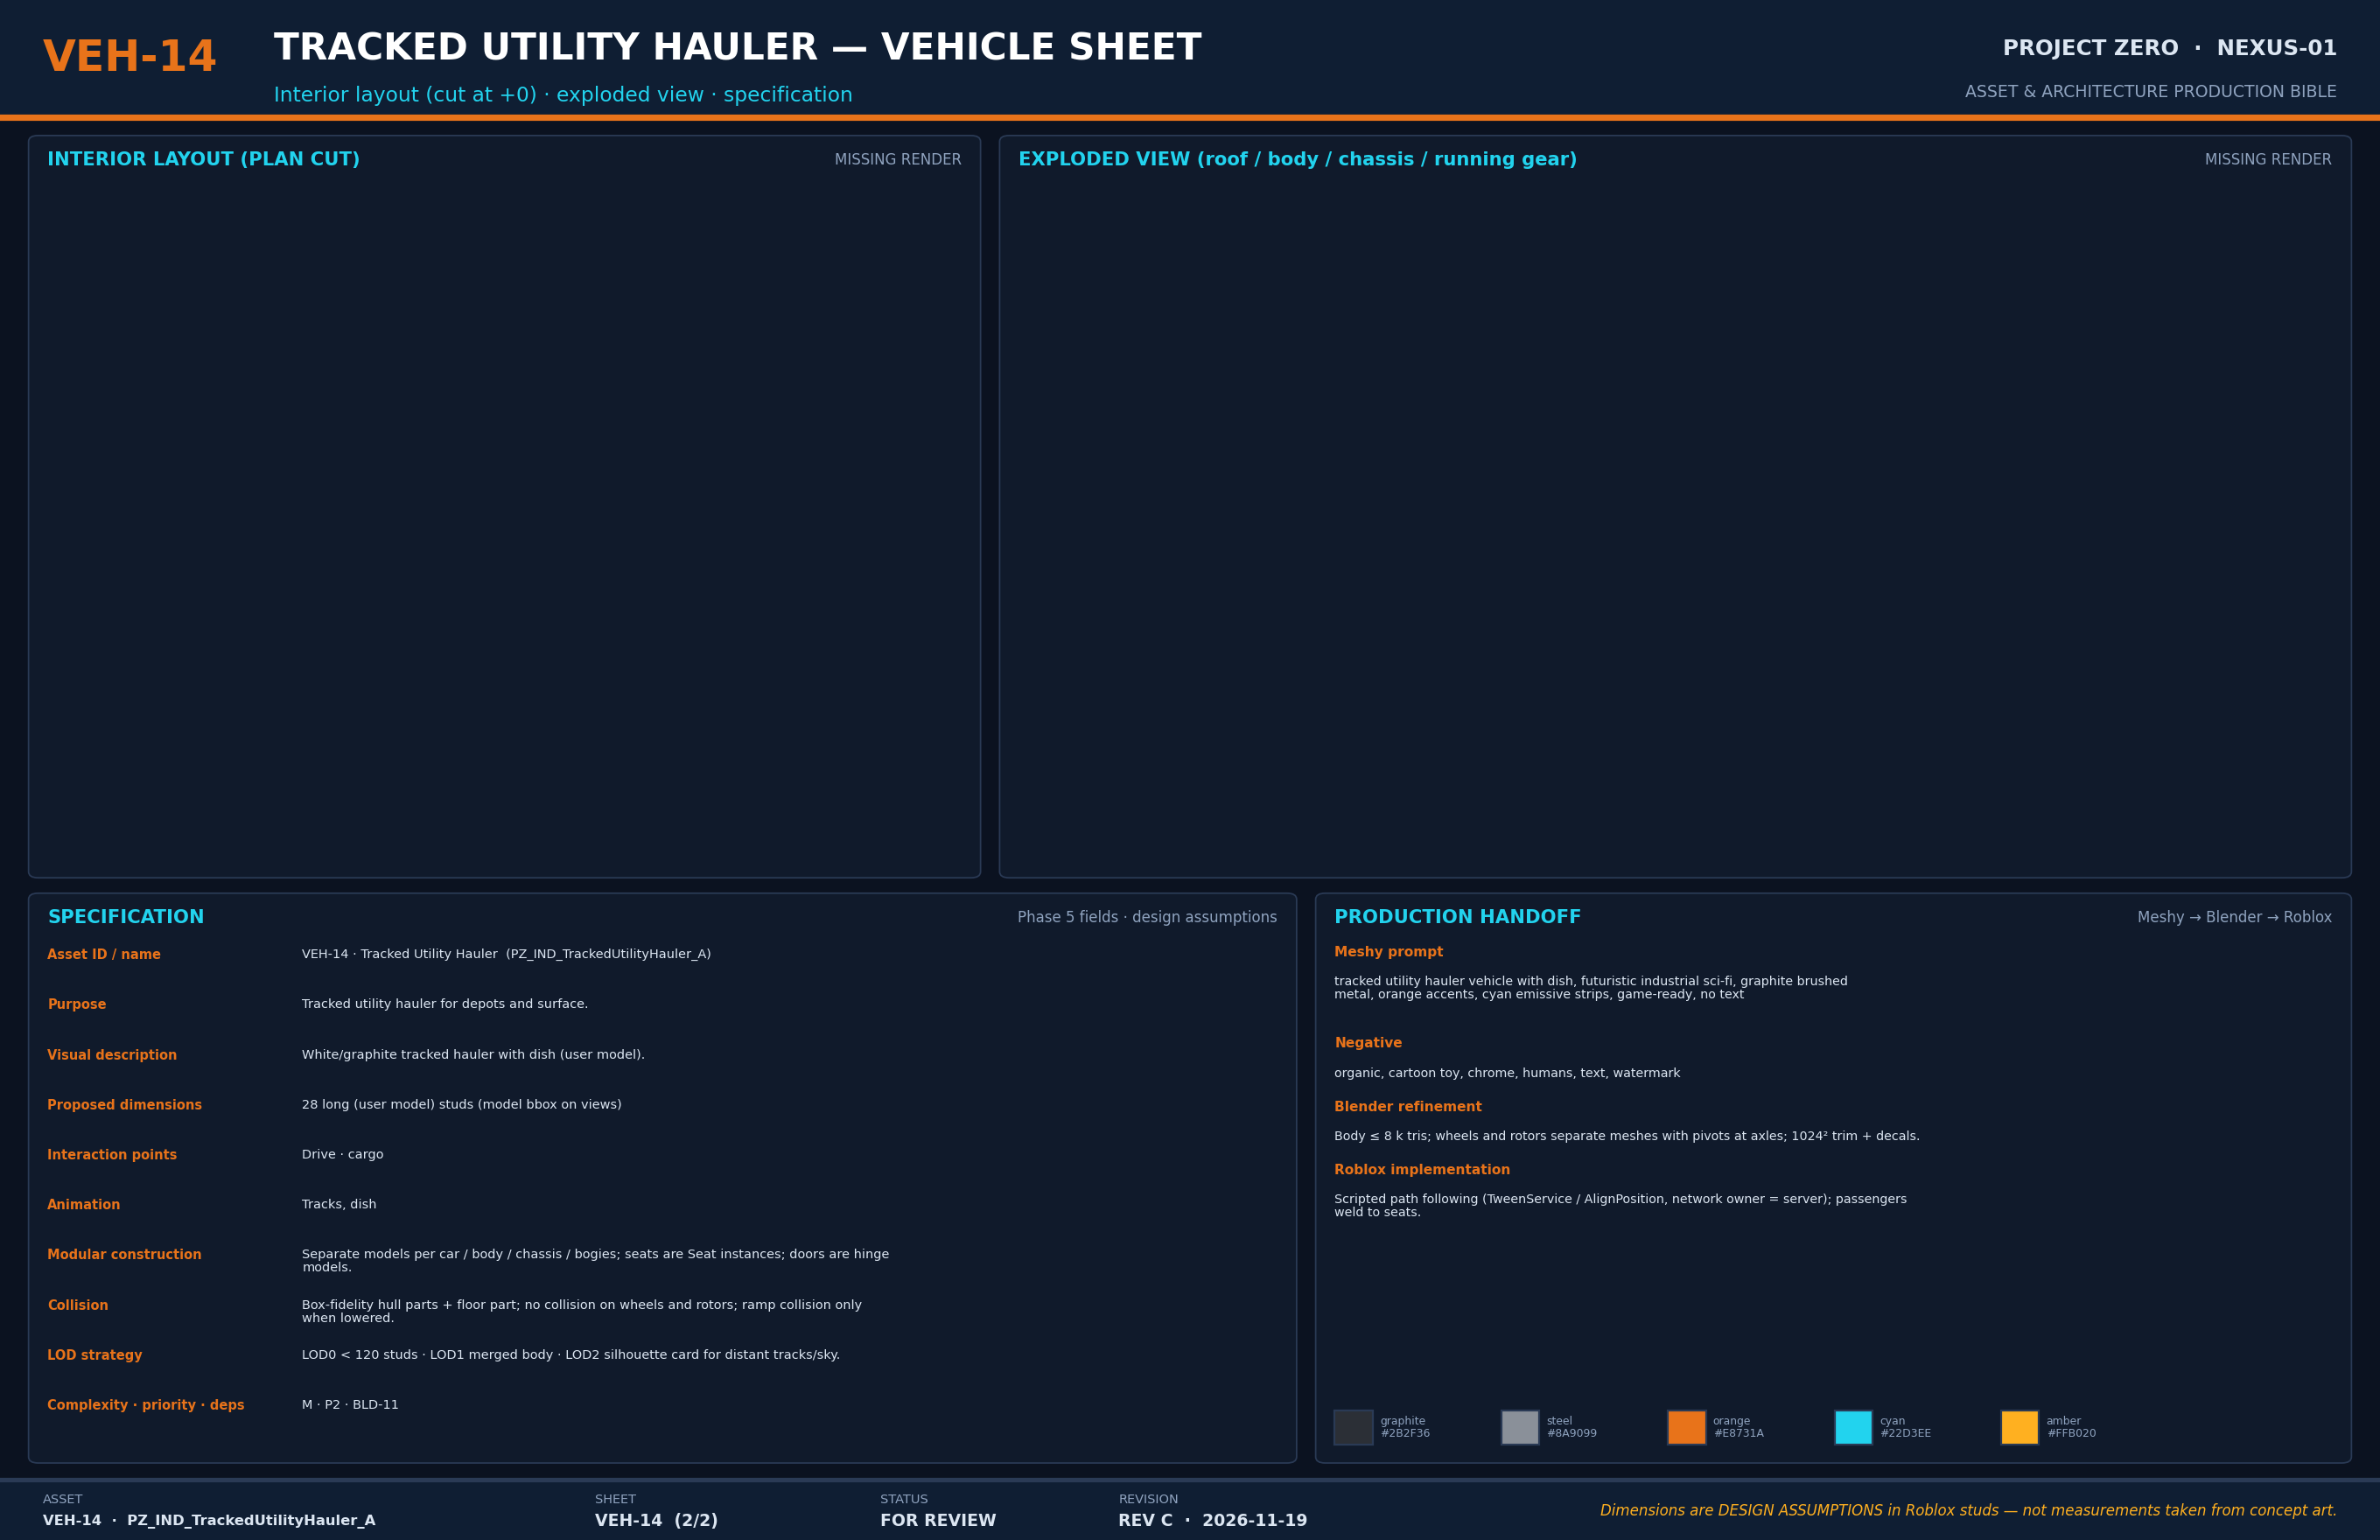 VEH-14
TRACKED UTILITY HAULER — VEHICLE SHEET
Interior layout (cut at +0) · exploded view · specification
PROJECT ZERO · NEXUS-01
ASSET & ARCHITECTURE PRODUCTION BIBLE
INTERIOR LAYOUT (PLAN CUT)
MISSING RENDER
EXPLODED VIEW (roof / body / chassis / running gear)
MISSING RENDER
SPECIFICATION
Phase 5 fields · design assumptions
Asset ID / name
VEH-14 · Tracked Utility Hauler (PZ_IND_TrackedUtilityHauler_A)
Purpose
Tracked utility hauler for depots and surface.
Visual description
White/graphite tracked hauler with dish (user model).
Proposed dimensions
28 long (user model) studs (model bbox on views)
Interaction points
Drive · cargo
Animation
Tracks, dish
Modular construction
Separate models per car / body / chassis / bogies; seats are Seat instances; doors are hinge
models.
Collision
Box-fidelity hull parts + floor part; no collision on wheels and rotors; ramp collision only
when lowered.
LOD strategy
LOD0 < 120 studs · LOD1 merged body · LOD2 silhouette card for distant tracks/sky.
Complexity · priority · deps
M · P2 · BLD-11
PRODUCTION HANDOFF
Meshy → Blender → Roblox
Meshy prompt
tracked utility hauler vehicle with dish, futuristic industrial sci-fi, graphite brushed
metal, orange accents, cyan emissive strips, game-ready, no text
Negative
organic, cartoon toy, chrome, humans, text, watermark
Blender refinement
Body ≤ 8 k tris; wheels and rotors separate meshes with pivots at axles; 1024² trim + decals.
Roblox implementation
Scripted path following (TweenService / AlignPosition, network owner = server); passengers
weld to seats.
graphite
#2B2F36
steel
#8A9099
orange
#E8731A
cyan
#22D3EE
amber
#FFB020
ASSET
VEH-14 · PZ_IND_TrackedUtilityHauler_A
SHEET
VEH-14 (2/2)
STATUS
FOR REVIEW
REVISION
REV C · 2026-11-19
Dimensions are DESIGN ASSUMPTIONS in Roblox studs — not measurements taken from concept art.